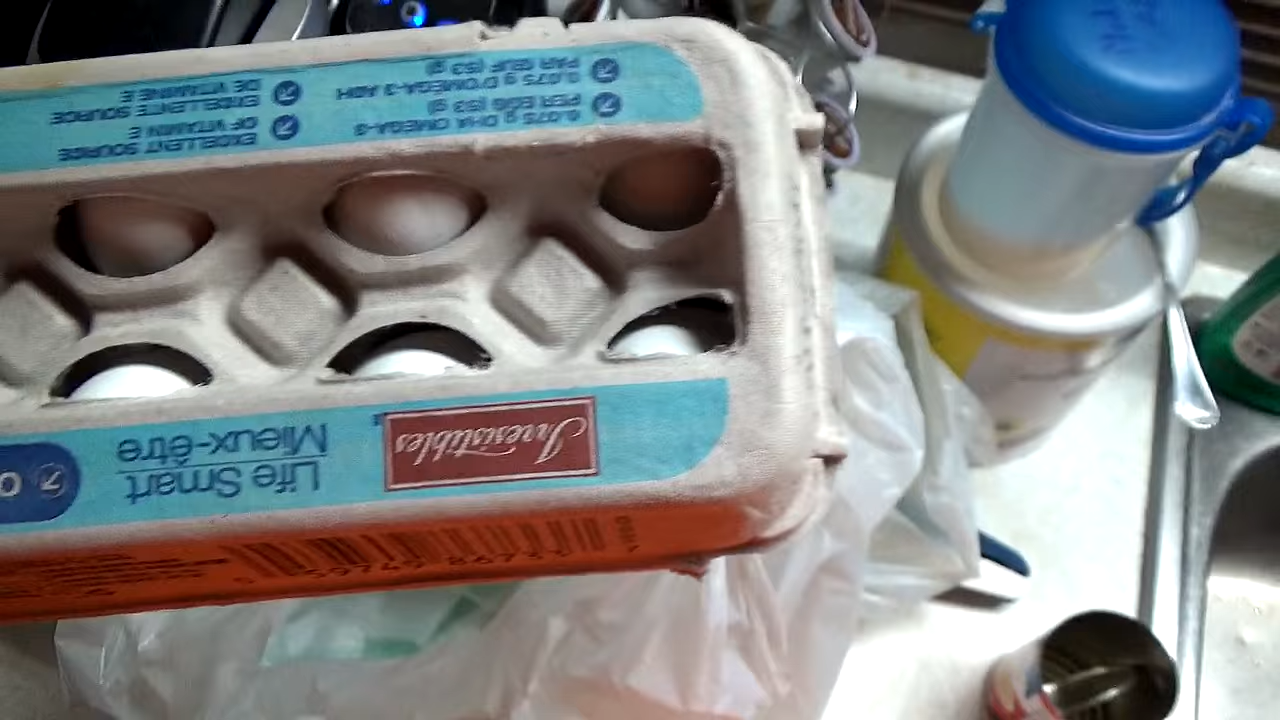 Irresistibles
Life Smart
Mieux-être
O
0.075 g DHA OMEGA-3
PER EGG (53 g)
0.075 g D'OMEGA-3 ADH
PAR ŒUF (53 g)
EXCELLENT SOURCE
OF VITAMIN E
EXCELLENTE SOURCE
DE VITAMINE E